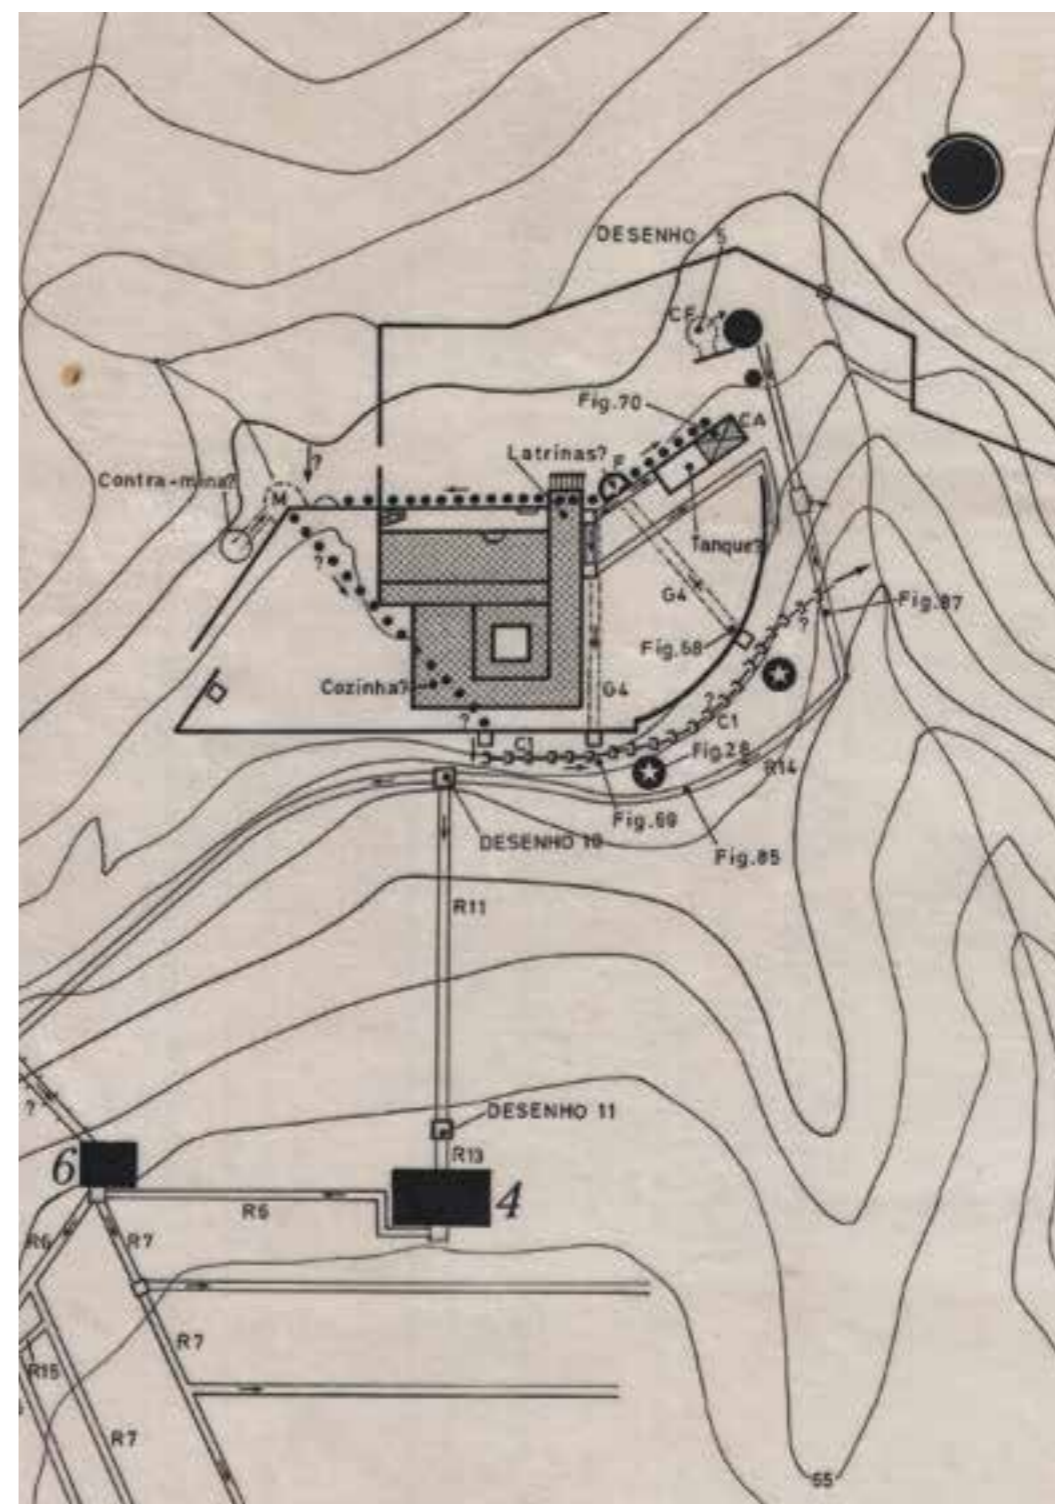 DESENHO 5
CF
Fig.70
CA
Latrinas?
F
?
Contra-mina?
M
Tanque?
?
G4
Fig.87
Fig.68
?
Cozinha?
G4
?
?
C1
C1
Fig.28
R14
Fig.69
DESENHO 10
Fig.85
R11
?
DESENHO 11
R13
6
4
R6
R6
R7
R7
R15
R7
55